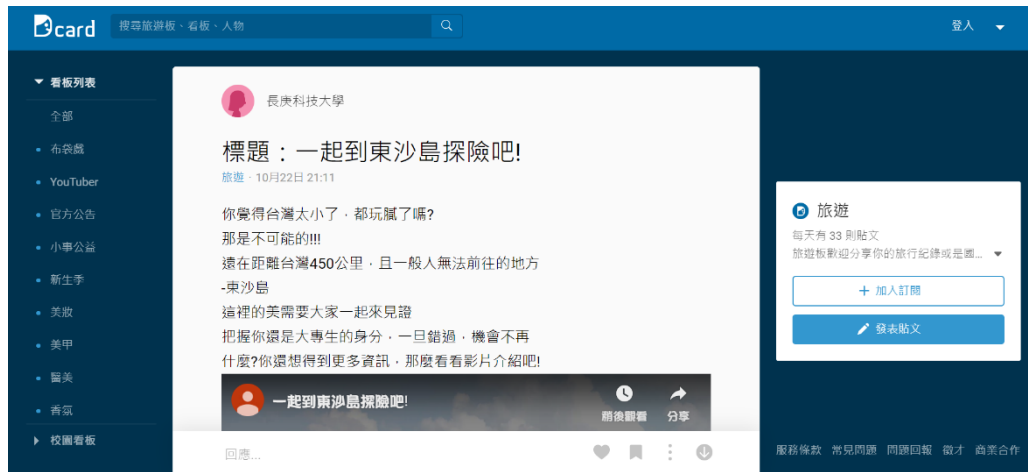 Dcard
搜尋旅遊板、看板、人物
登入
看板列表
全部
布袋戲
YouTuber
官方公告
小事公益
新生季
美妝
美甲
醫美
香氛
校園看板
長庚科技大學
標題：一起到東沙島探險吧!
旅遊 · 10月22日 21:11
你覺得台灣太小了，都玩膩了嗎?
那是不可能的!!!
遠在距離台灣450公里，且一般人無法前往的地方
-東沙島
這裡的美需要大家一起來見證
把握你還是大專生的身分，一旦錯過，機會不再
什麼?你還想得到更多資訊，那麼看看影片介紹吧!
一起到東沙島探險吧!
稍後觀看
分享
回應...
旅遊
每天有 33 則貼文
旅遊板歡迎分享你的旅行紀錄或是國...
加入訂閱
發表貼文
服務條款 常見問題 問題回報 徵才 商業合作